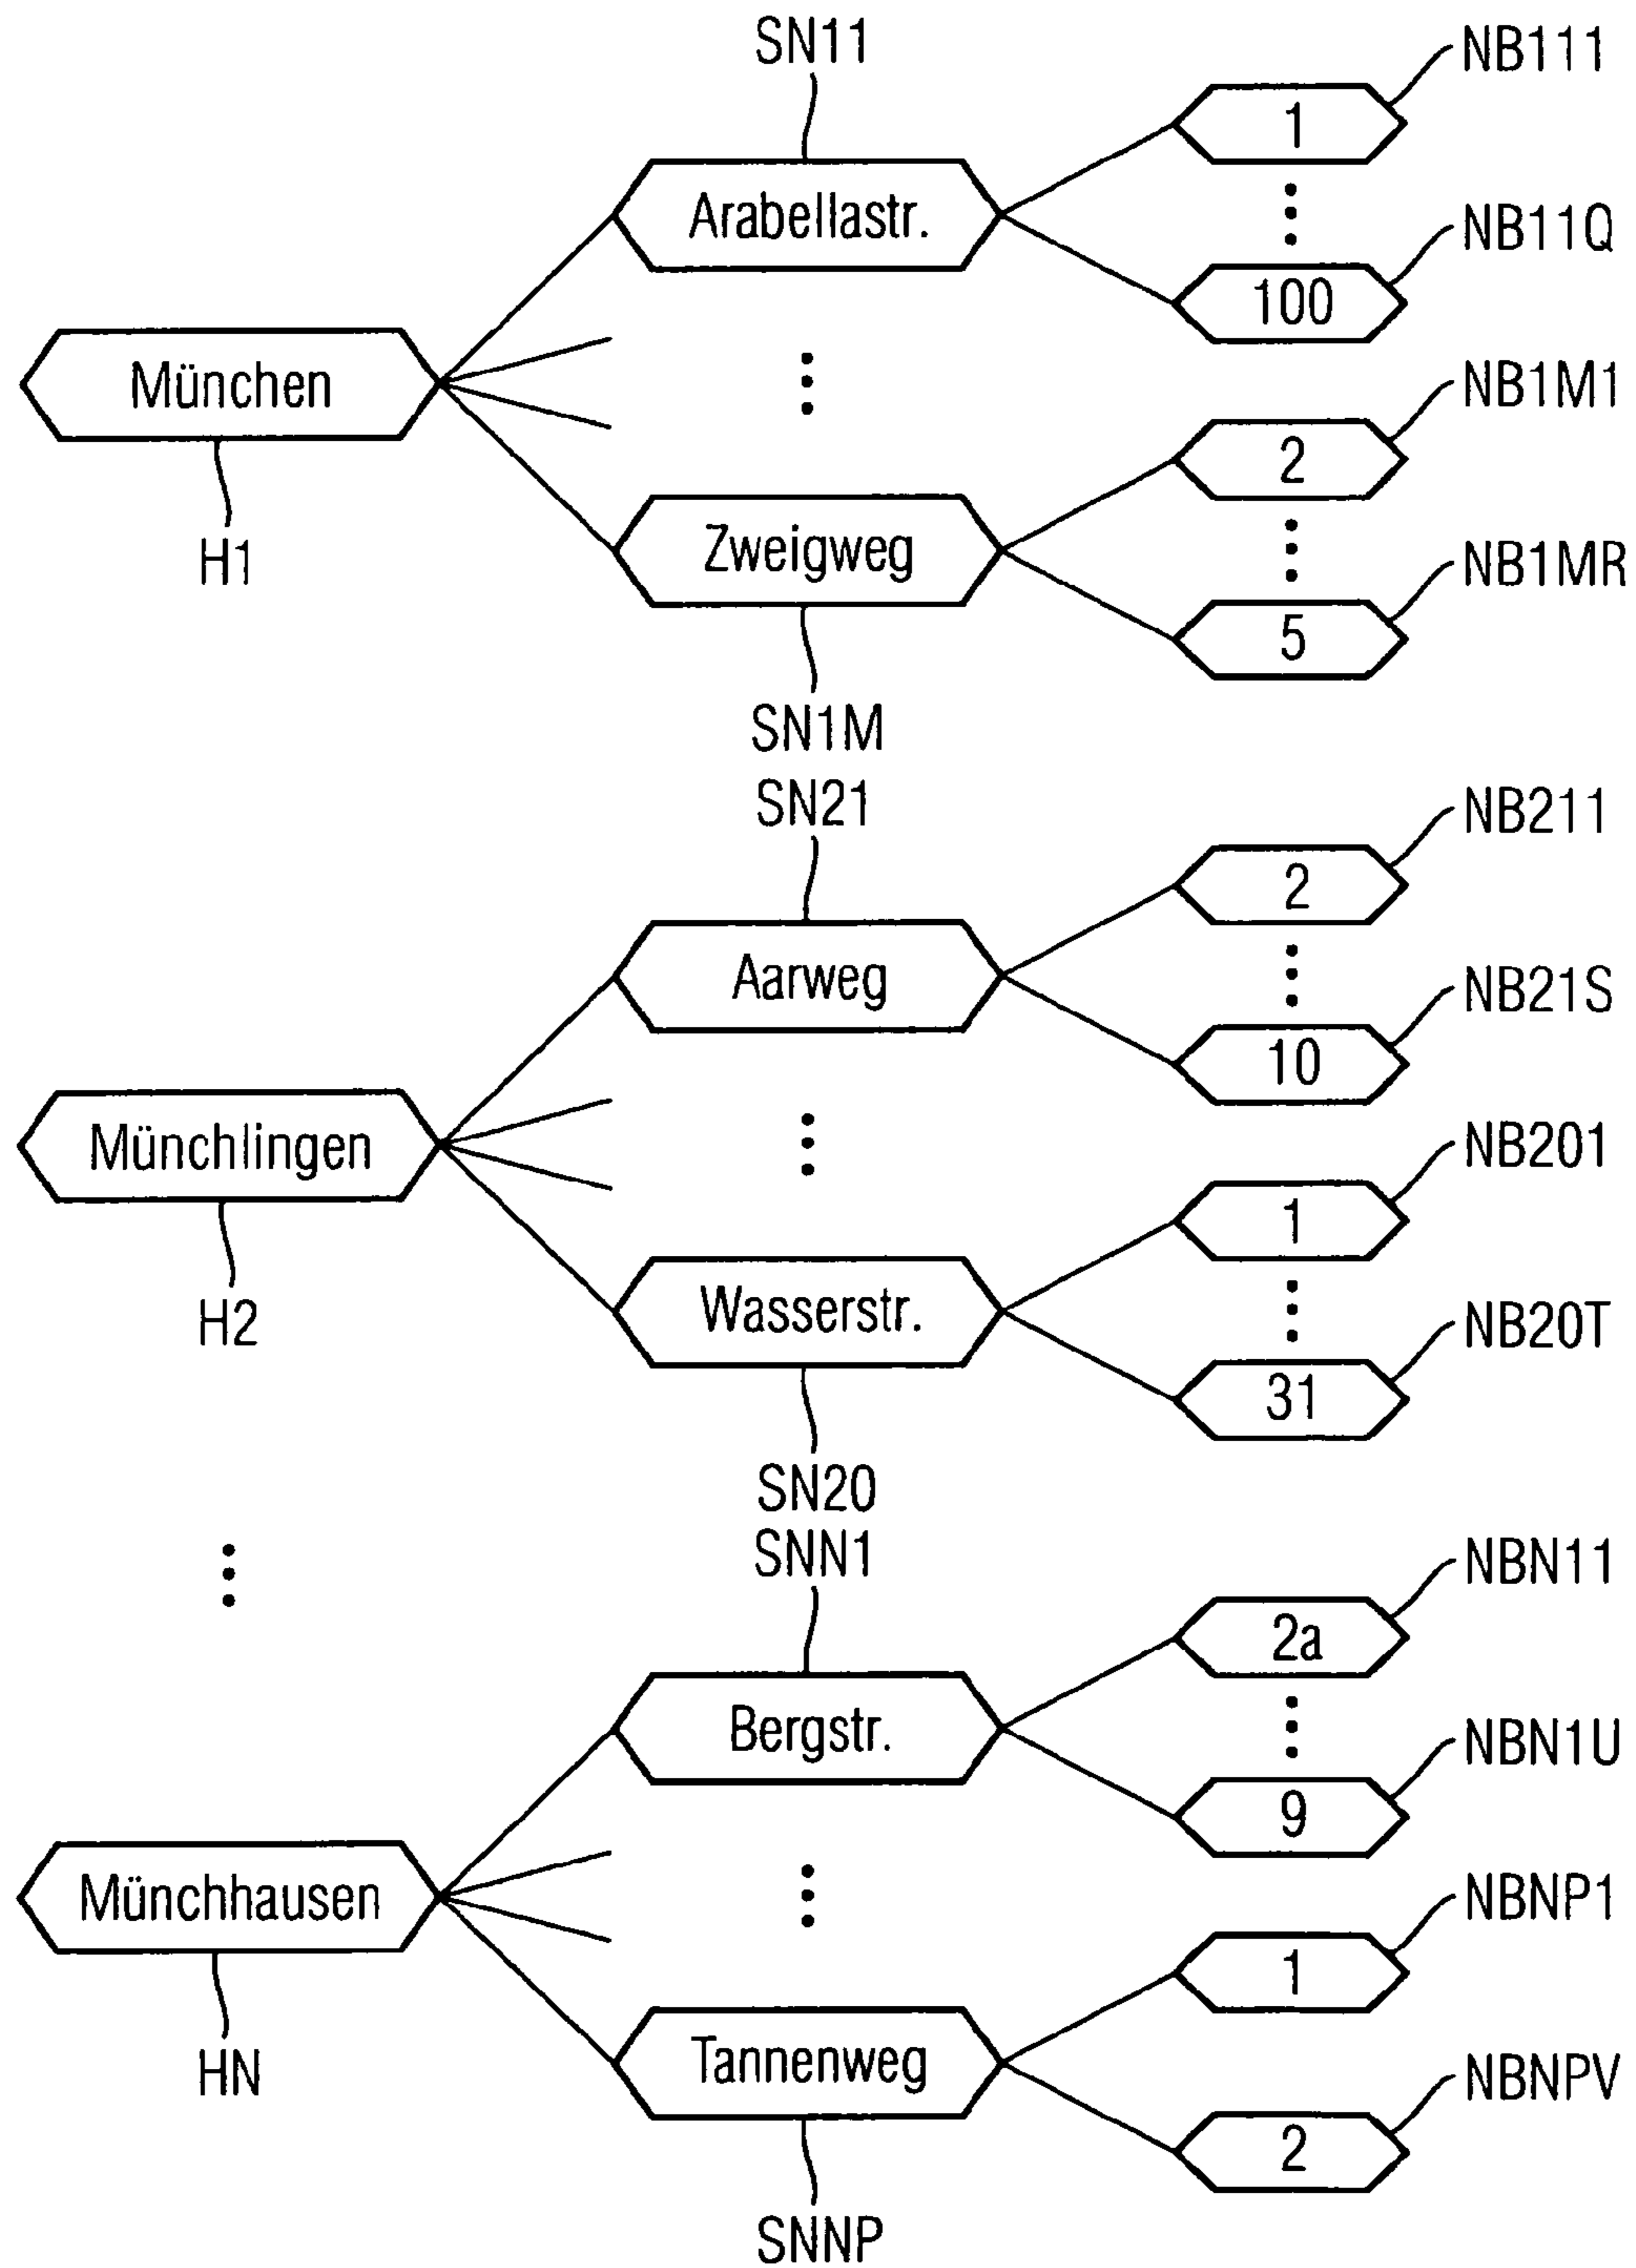 SN11
NB111
1
Arabellastr.
NB11Q
100
München
H1
NB1M1
2
Zweigweg
NB1MR
5
SN1M
SN21
NB211
2
Aarweg
NB21S
10
Münchlingen
H2
NB201
1
Wasserstr.
NB20T
31
SN20
SNN1
NBN11
2a
Bergstr.
NBN1U
9
Münchhausen
HN
NBNP1
1
Tannenweg
NBNPV
2
SNNP